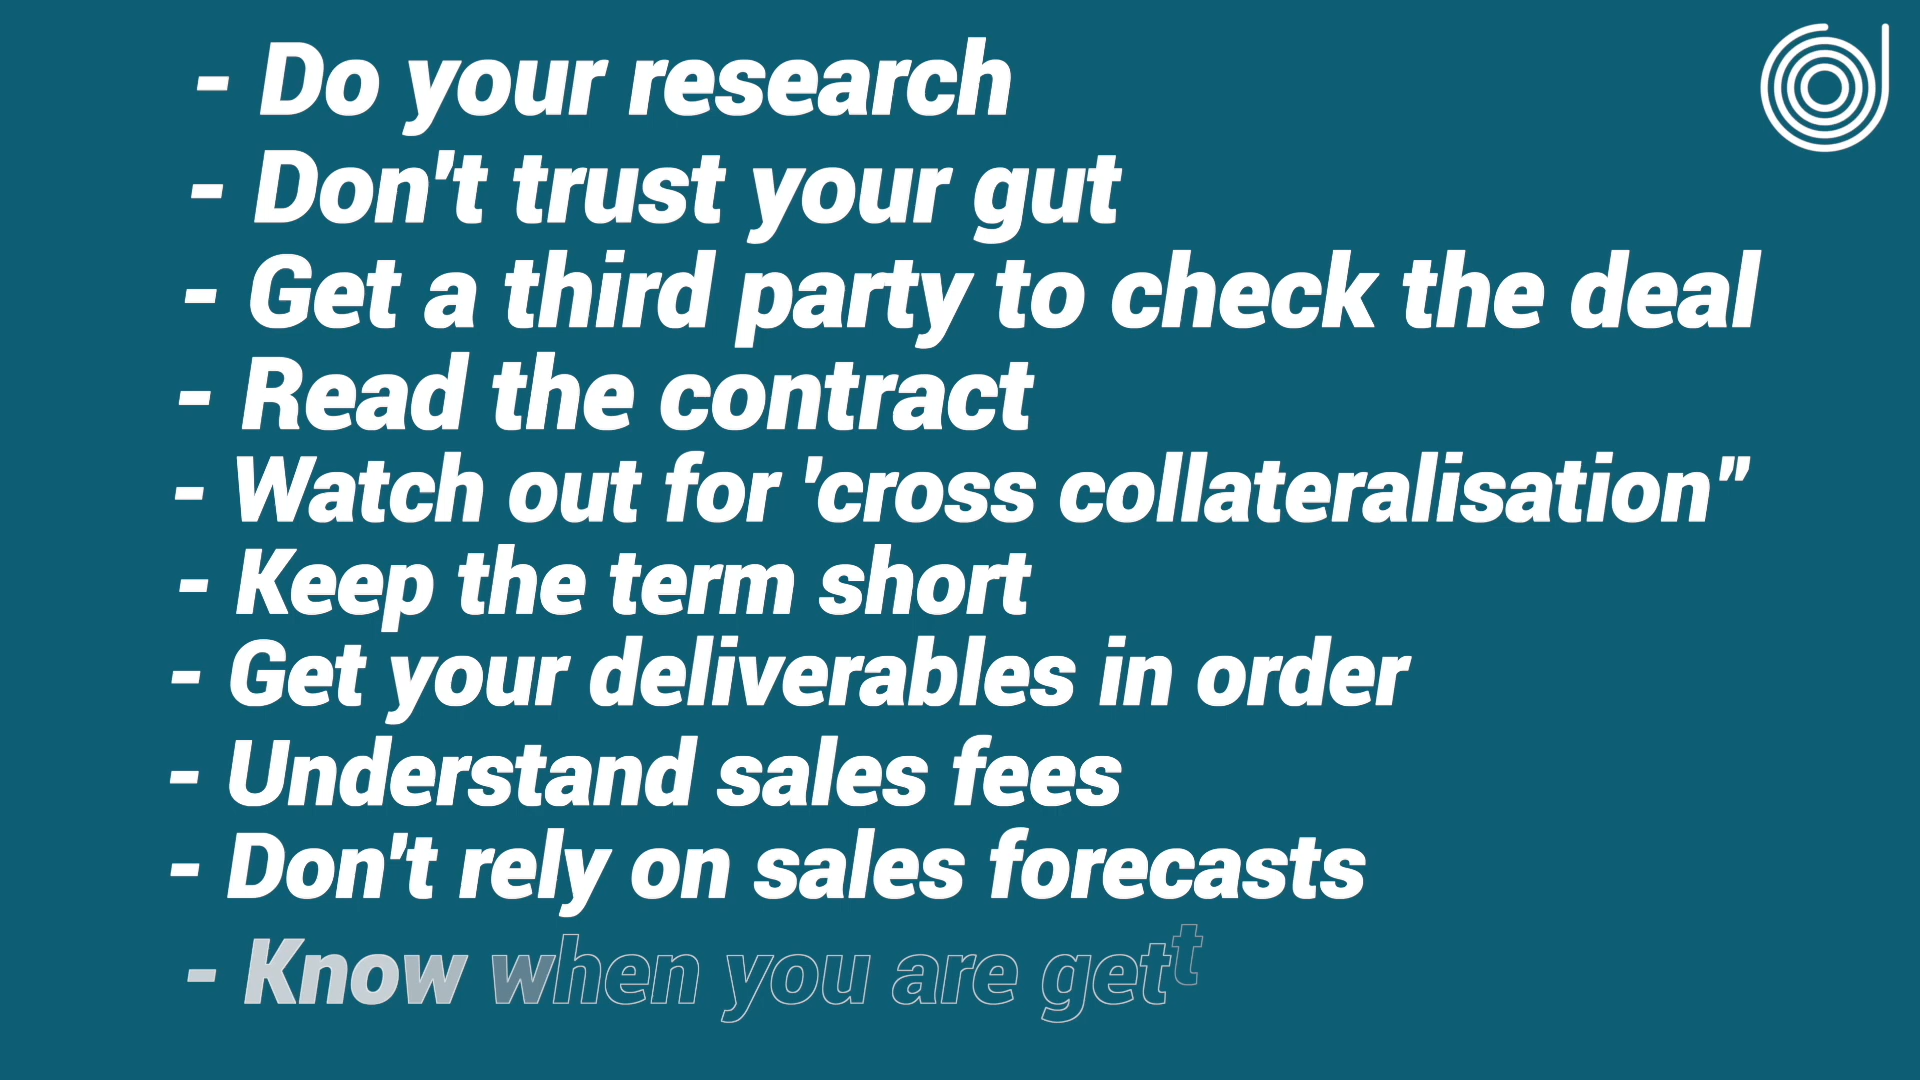 - Do your research
- Don't trust your gut
- Get a third party to check the deal
- Read the contract
- Watch out for 'cross collateralisation"
- Keep the term short
- Get your deliverables in order
- Understand sales fees
- Don't rely on sales forecasts
- Know when you are gett